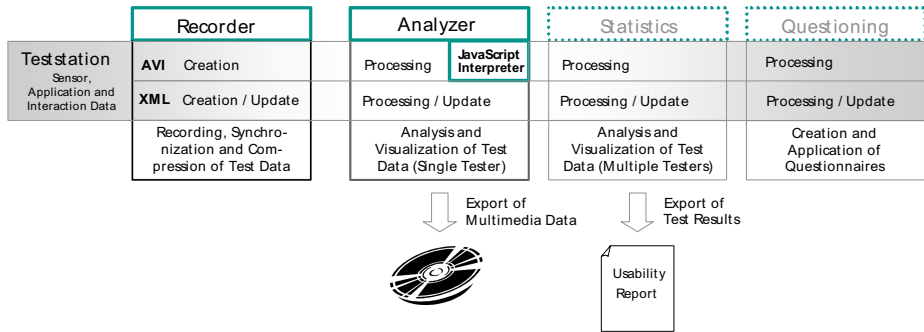 Recorder
Analyzer
Statistics
Questioning
Teststation
Sensor,
Application and
Interaction Data
AVI Creation
Processing
JavaScript
Interpreter
Processing
Processing
XML Creation / Update
Processing / Update
Processing / Update
Processing / Update
Recording, Synchro-
nization and Com-
pression of Test Data
Analysis and
Visualization of Test
Data (Single Tester)
Analysis and
Visualization of Test
Data (Multiple Testers)
Creation and
Application of
Questionnaires
Export of
Multimedia Data
Export of
Test Results
Usability
Report